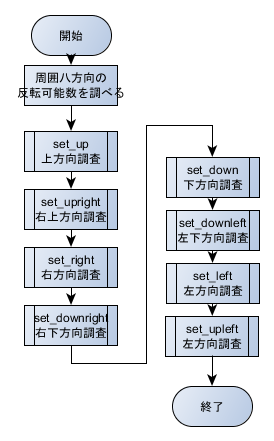 開始
周囲八方向の
反転可能数を調べる
set_up
上方向調査
set_upright
右上方向調査
set_right
右方向調査
set_downright
右下方向調査
set_down
下方向調査
set_downleft
左下方向調査
set_left
左方向調査
set_upleft
左方向調査
終了